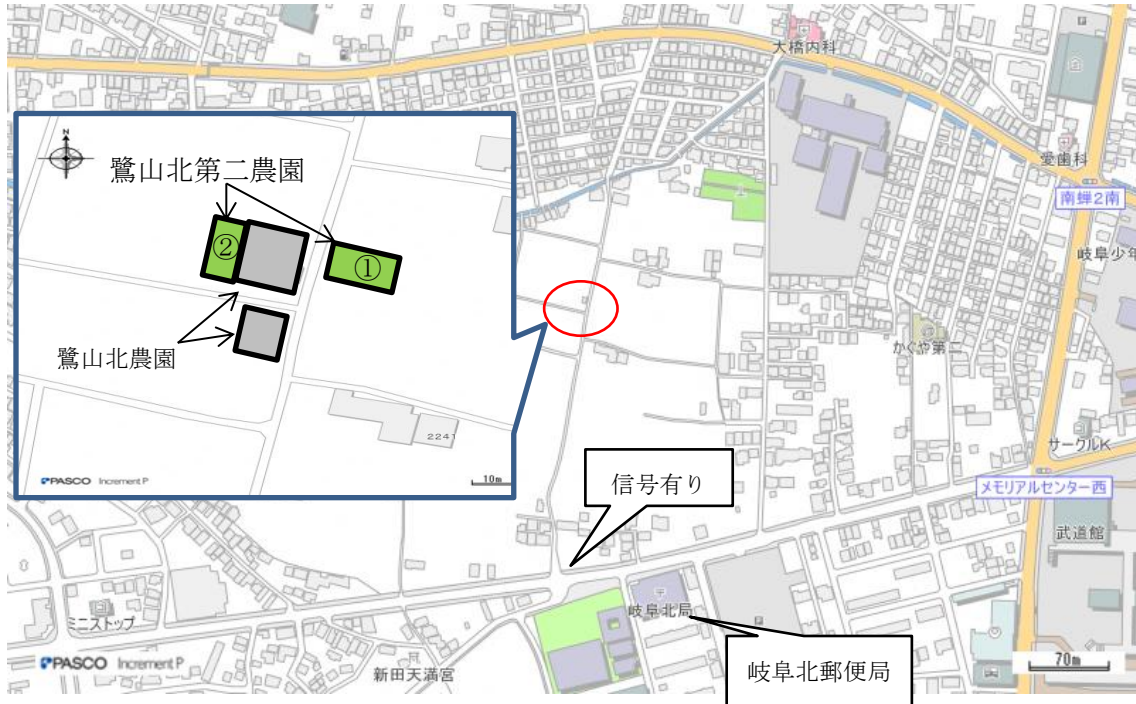 大橋内科
愛歯科
南蝉2南
岐阜少年
N
鷺山北第二農園
②
①
鷺山北農園
2241
PASCO Increment P
10m
かぐや第二
サークルK
信号有り
メモリアルセンター西
武道館
岐阜北局
ミニストップ
PASCO Increment P
新田天満宮
岐阜北郵便局
70m